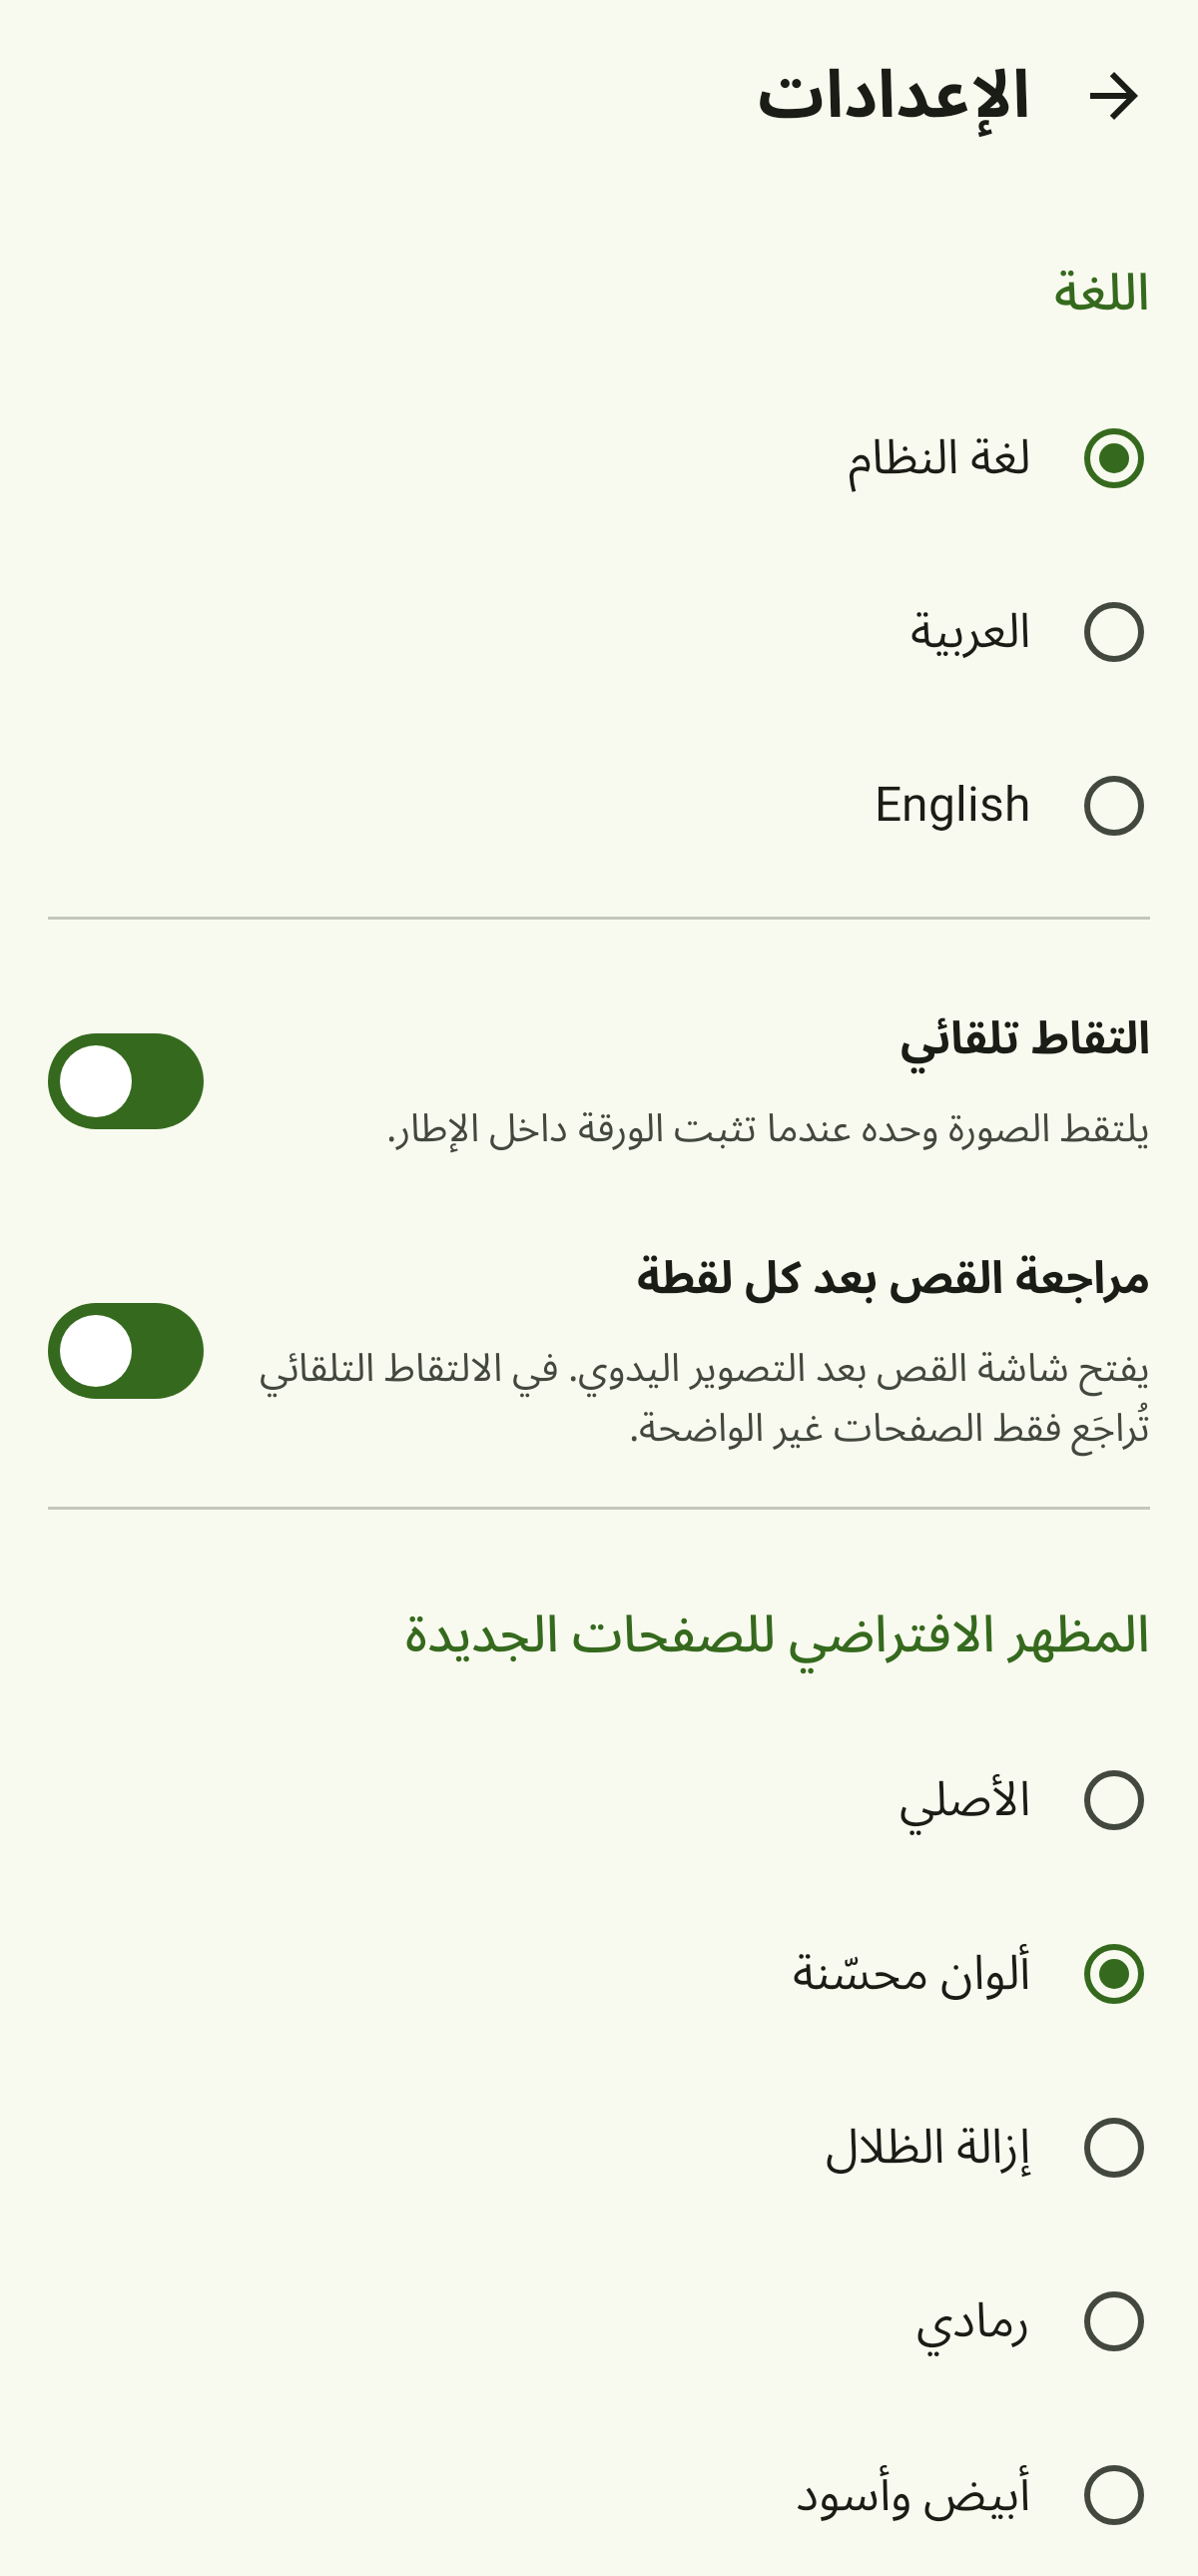 الإعدادات
اللغة
لغة النظام
العربية
English
التقاط تلقائي
يلتقط الصورة وحده عندما تثبت الورقة داخل الإطار.
مراجعة القص بعد كل لقطة
يفتح شاشة القص بعد التصوير اليدوي. في الالتقاط التلقائي
تُراجَع فقط الصفحات غير الواضحة.
المظهر الافتراضي للصفحات الجديدة
الأصلي
ألوان محسّنة
إزالة الظلال
رمادي
أبيض وأسود